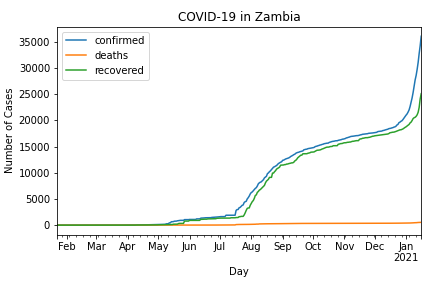 COVID-19 in Zambia
confirmed
deaths
recovered
35000
30000
25000
20000
15000
10000
5000
0
Number of Cases
Feb Mar Apr May Jun Jul Aug Sep Oct Nov Dec Jan
2021
Day